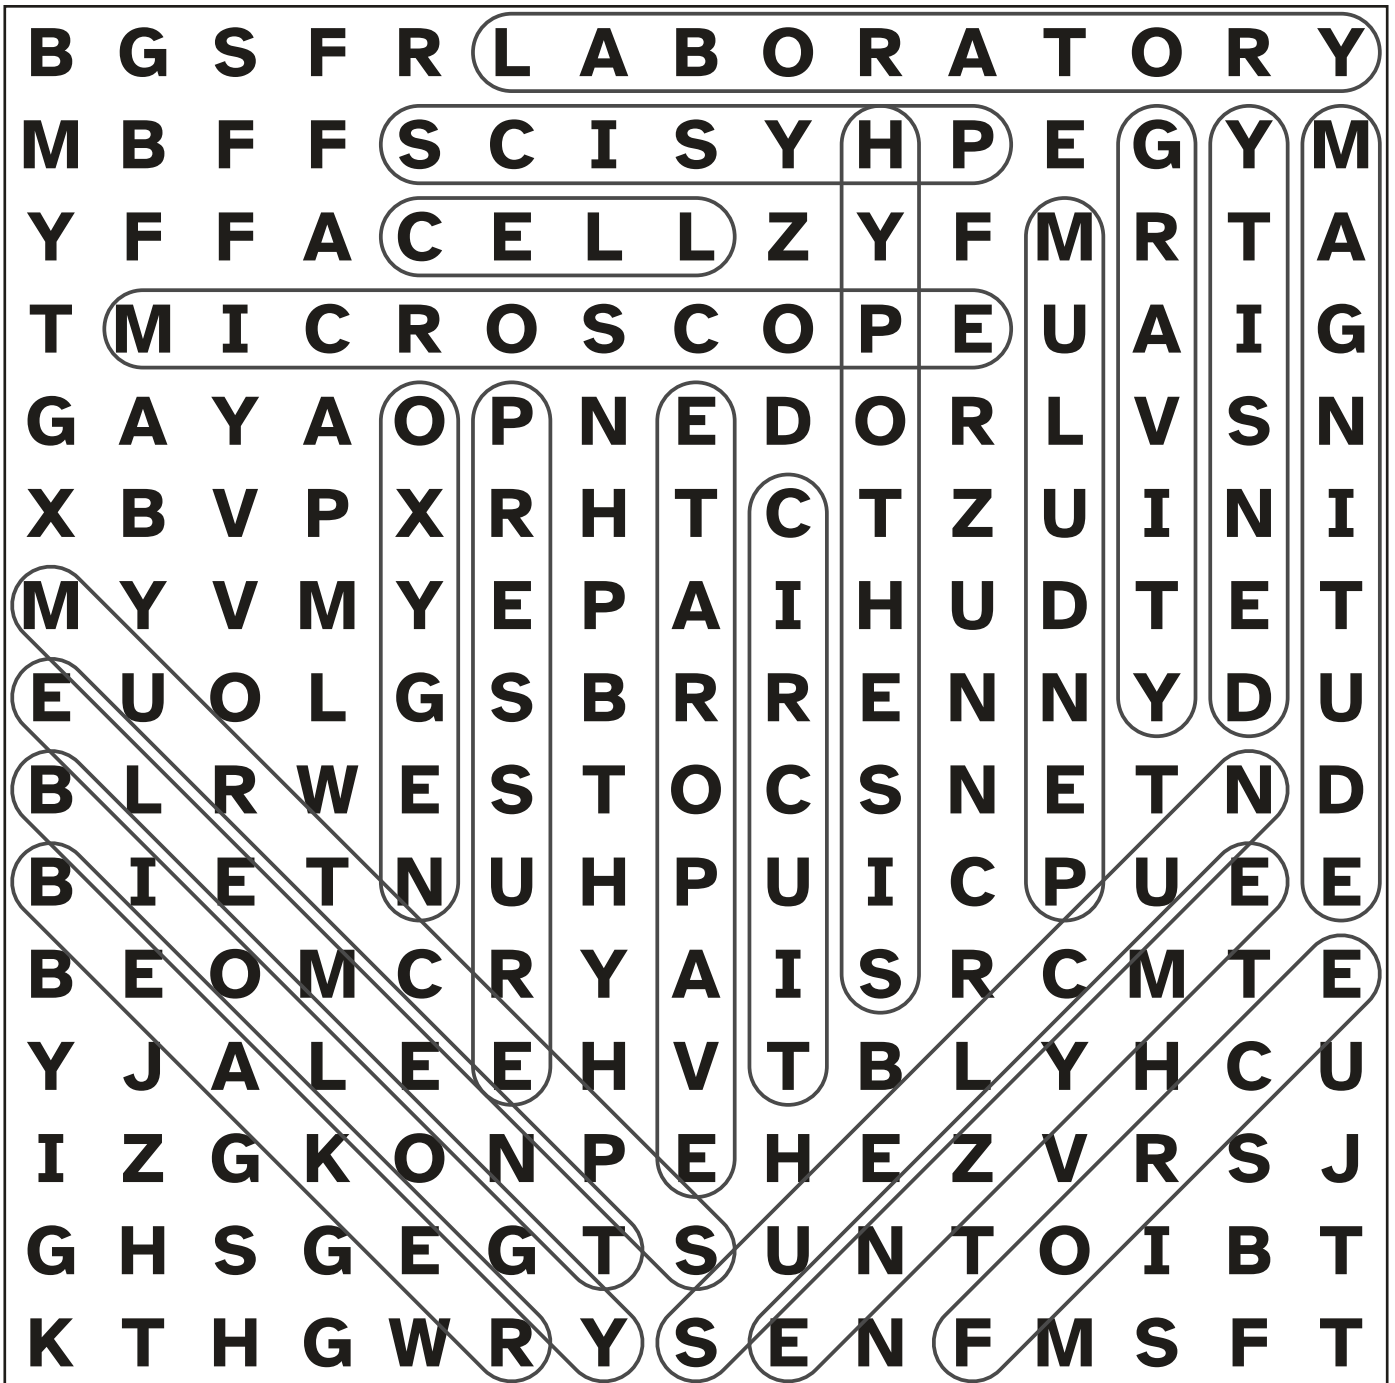 B G S F R L A B O R A T O R Y
M B F F S C I S Y H P E G Y M
Y F F A C E L L Z Y F M R T A
T M I C R O S C O P E U A I G
G A Y A O P N E D O R L V S N
X B V P X R H T C T Z U I N I
M Y V M Y E P A I H U D T E T
E U O L G S B R R E N N Y D U
B L R W E S T O C S N E T N D
B I E T N U H P U I C P U E E
B E O M C R Y A I S R C M T E
Y J A L E E H V T B L Y H C U
I Z G K O N P E H E Z V R S J
G H S G E G T S U N T O I B T
K T H G W R Y S E N F M S F T